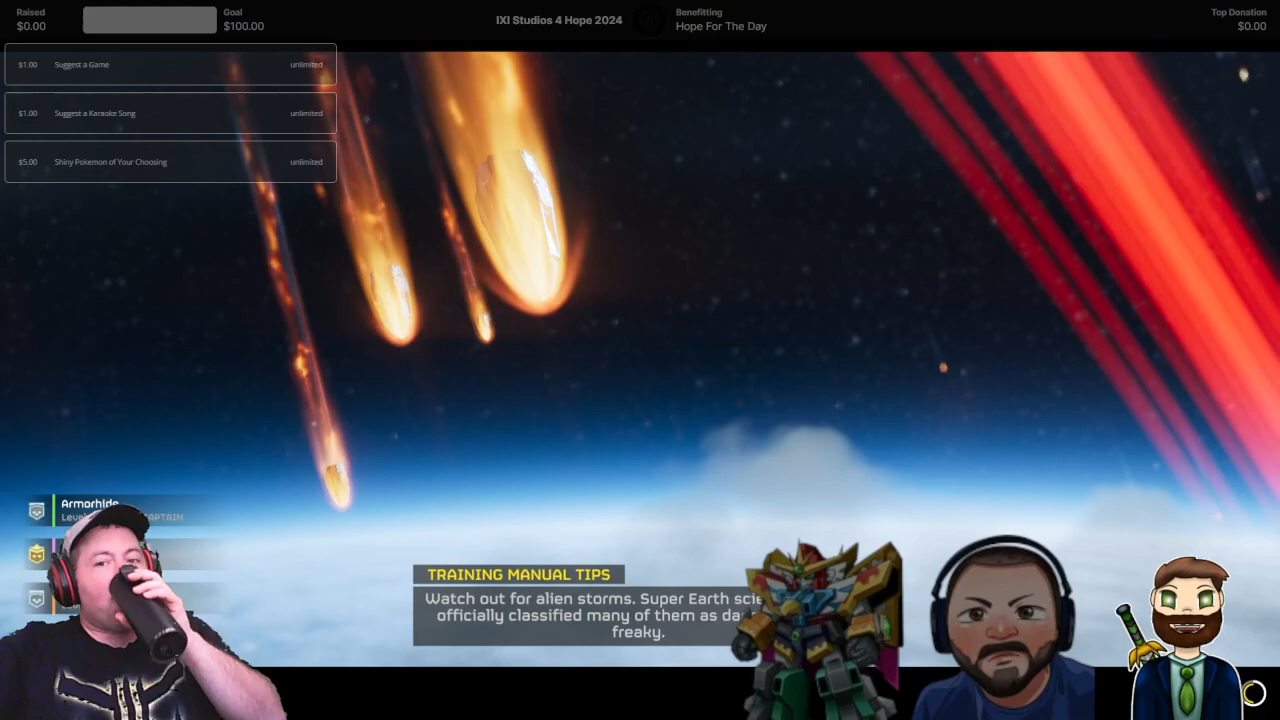 Raised
$0.00
Goal
$100.00
IXI Studios 4 Hope 2024
Benefitting
Hope For The Day
Top Donation
$0.00
$1.00 Suggest a Game unlimited
$1.00 Suggest a Karaoke Song unlimited
$5.00 Shiny Pokemon of Your Choosing unlimited
Armorhide
TRAINING MANUAL TIPS
Watch out for alien storms. Super Earth
officially classified many of them as
freaky.